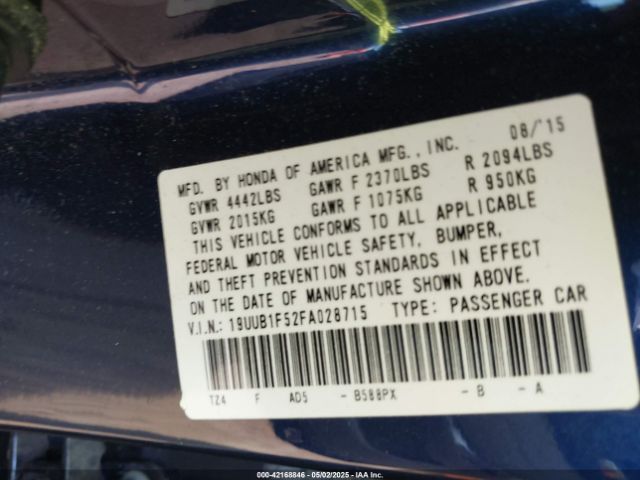 MFD. BY HONDA OF AMERICA MFG., INC. 08/'15
GVWR 4442LBS GAWR F 2370LBS R 2094LBS
GVWR 2015KG GAWR F 1075KG R 950KG
THIS VEHICLE CONFORMS TO ALL APPLICABLE
FEDERAL MOTOR VEHICLE SAFETY, BUMPER,
AND THEFT PREVENTION STANDARDS IN EFFECT
ON THE DATE OF MANUFACTURE SHOWN ABOVE.
V.I.N.: 19UUB1F52FA028715 TYPE: PASSENGER CAR
TZ4 F AD5 - B588PX - B - A
000-42168846 - 05/02/2025 - IAA Inc.